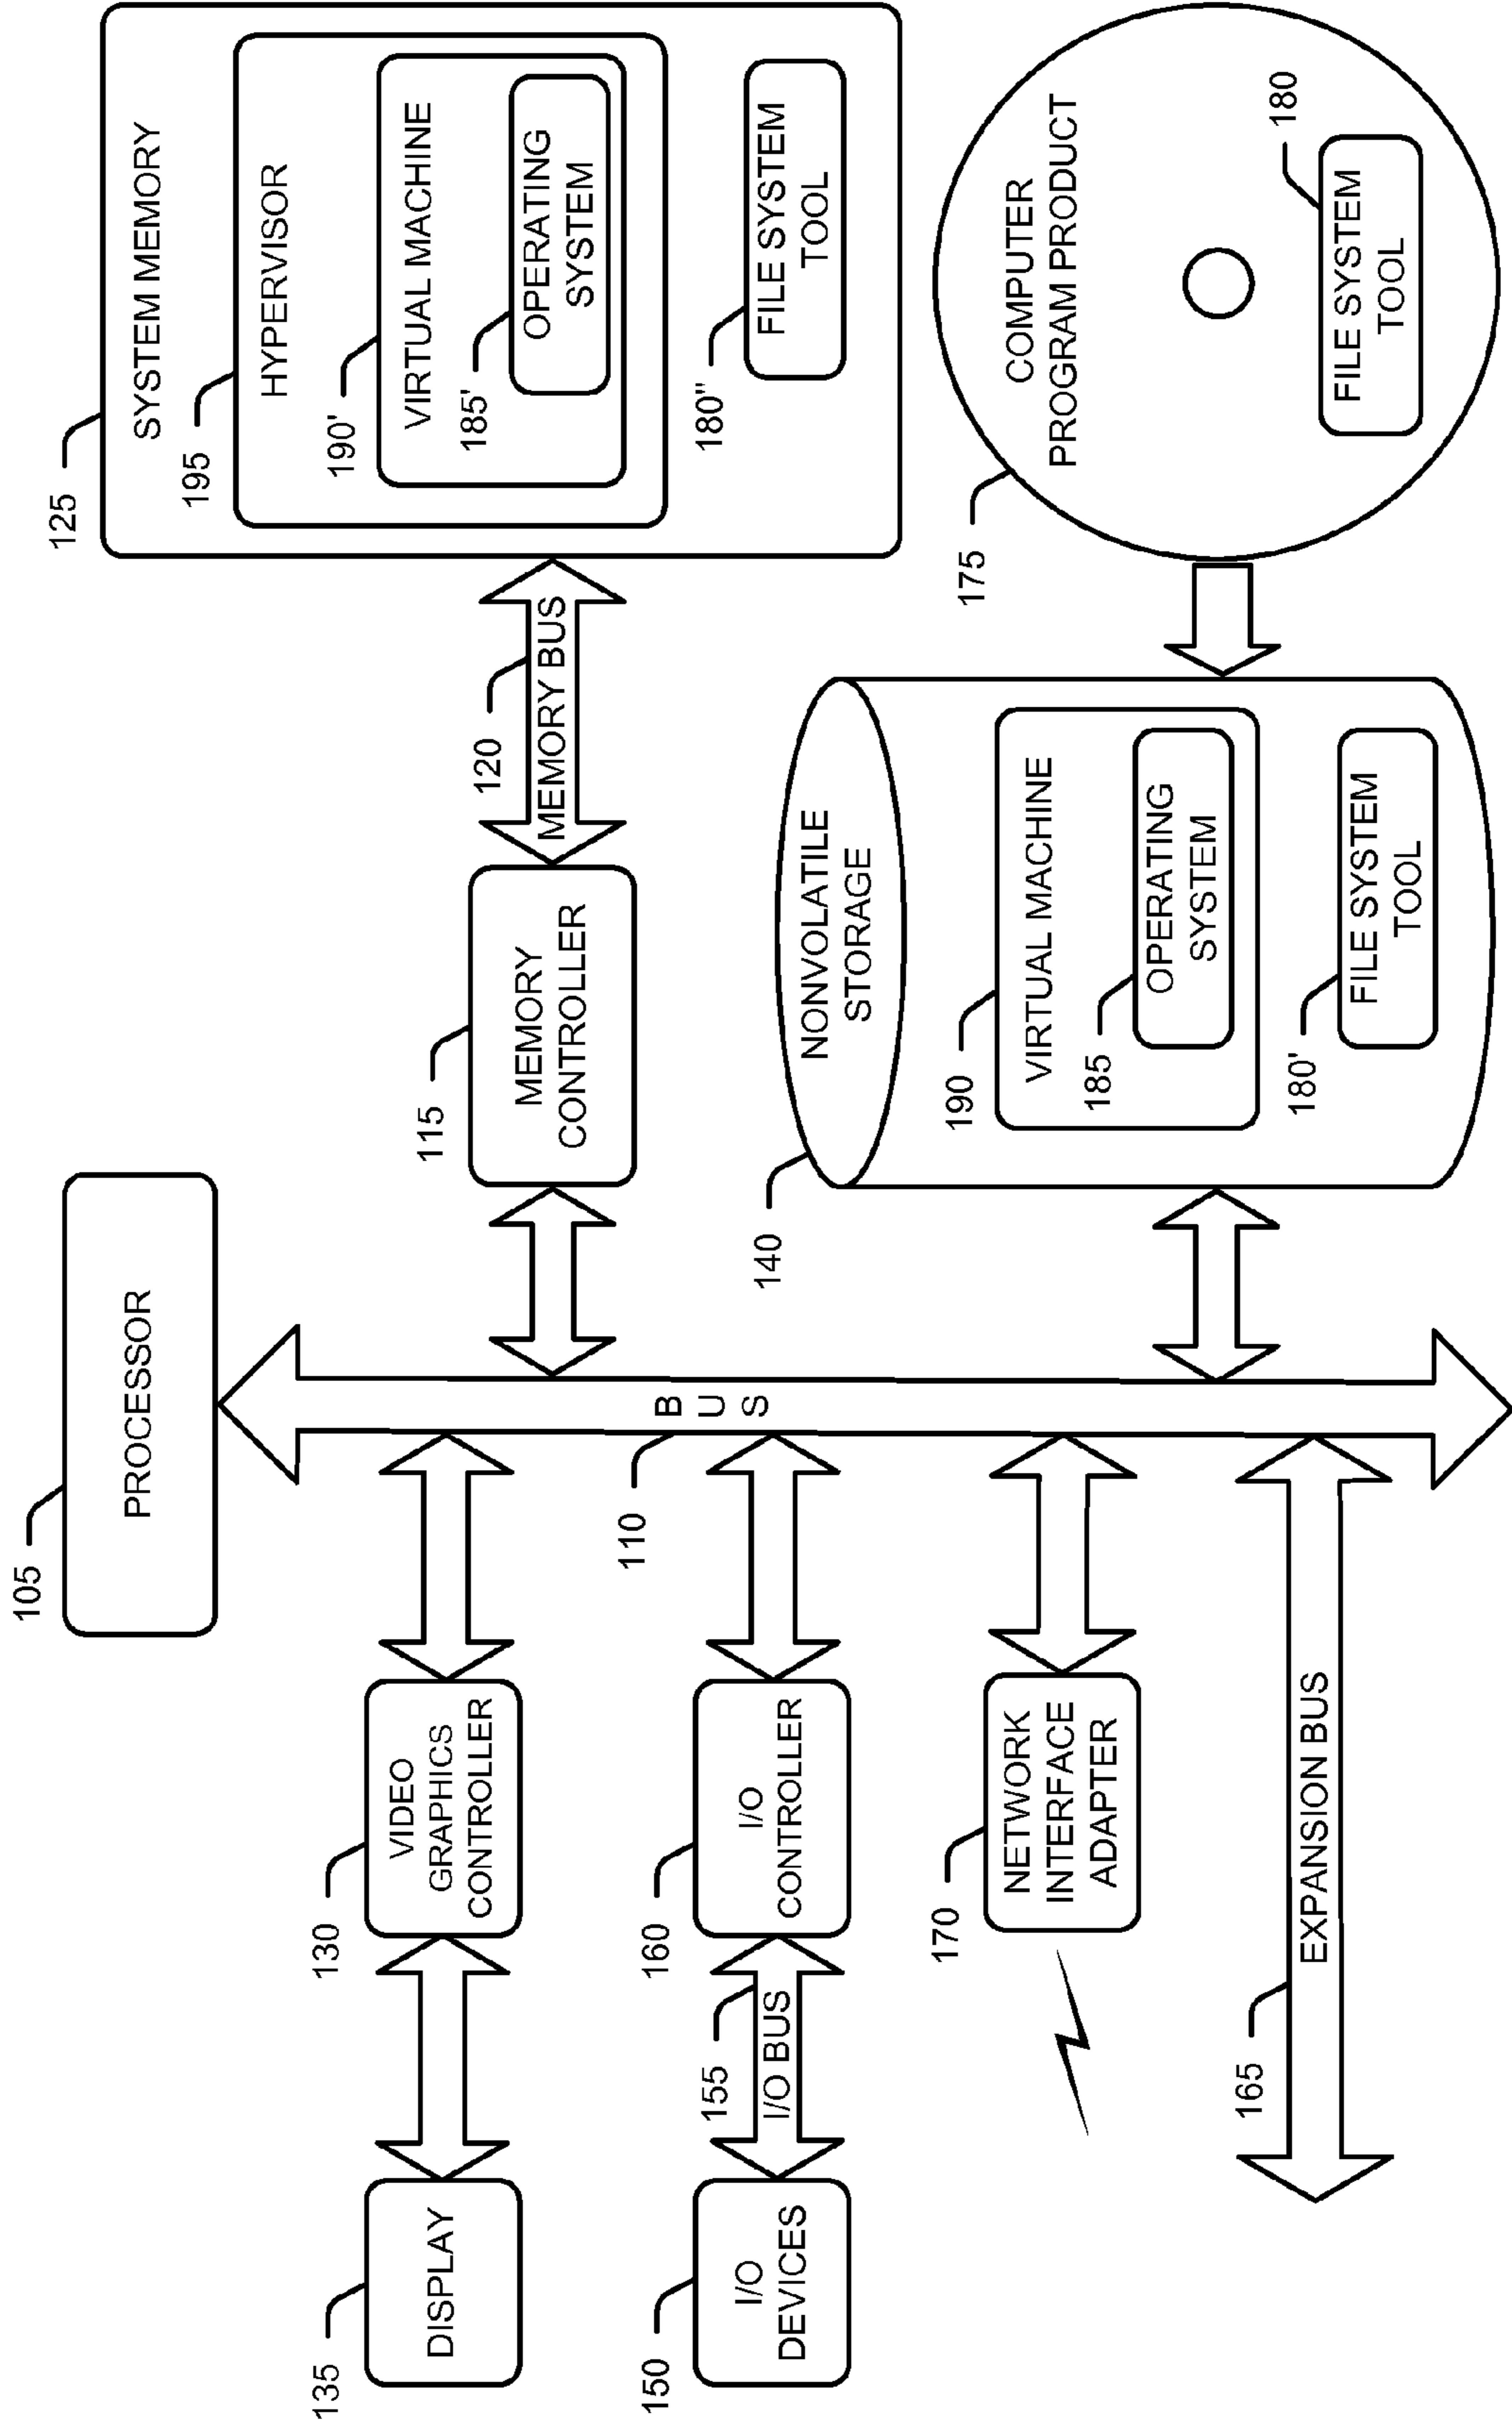 105
PROCESSOR
125
SYSTEM MEMORY
195
HYPERVISOR
190'
VIRTUAL MACHINE
185'
OPERATING
SYSTEM
180"
FILE SYSTEM
TOOL
135
DISPLAY
130
VIDEO
GRAPHICS
CONTROLLER
115
MEMORY
CONTROLLER
120
MEMORY BUS
110
B
U
S
150
I/O
DEVICES
155
I/O BUS
160
I/O
CONTROLLER
140
NONVOLATILE
STORAGE
190
VIRTUAL MACHINE
185
OPERATING
SYSTEM
180'
FILE SYSTEM
TOOL
175
COMPUTER
PROGRAM PRODUCT
180
FILE SYSTEM
TOOL
170
NETWORK
INTERFACE
ADAPTER
165
EXPANSION BUS